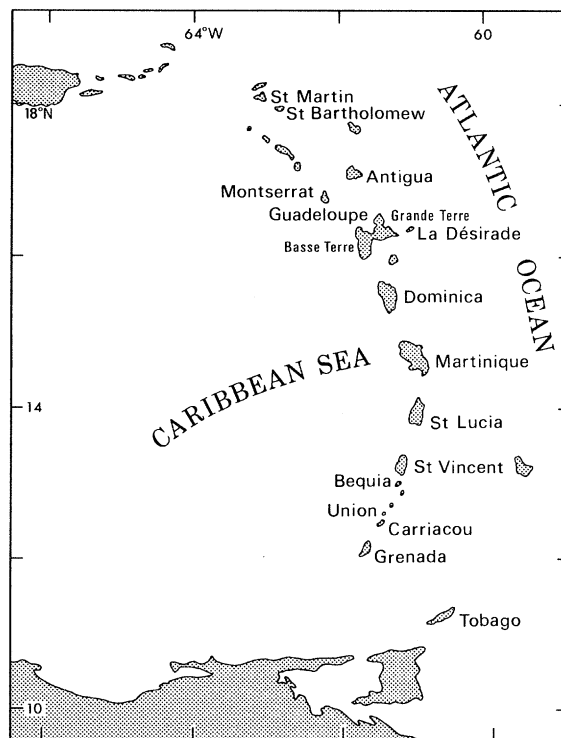 64°W
60
18°N
St Martin
St Bartholomew
ATLANTIC
OCEAN
Antigua
Montserrat
Guadeloupe
Grande Terre
La Désirade
Basse Terre
Dominica
CARIBBEAN SEA
Martinique
14
St Lucia
St Vincent
Bequia
Union
Carriacou
Grenada
Tobago
10